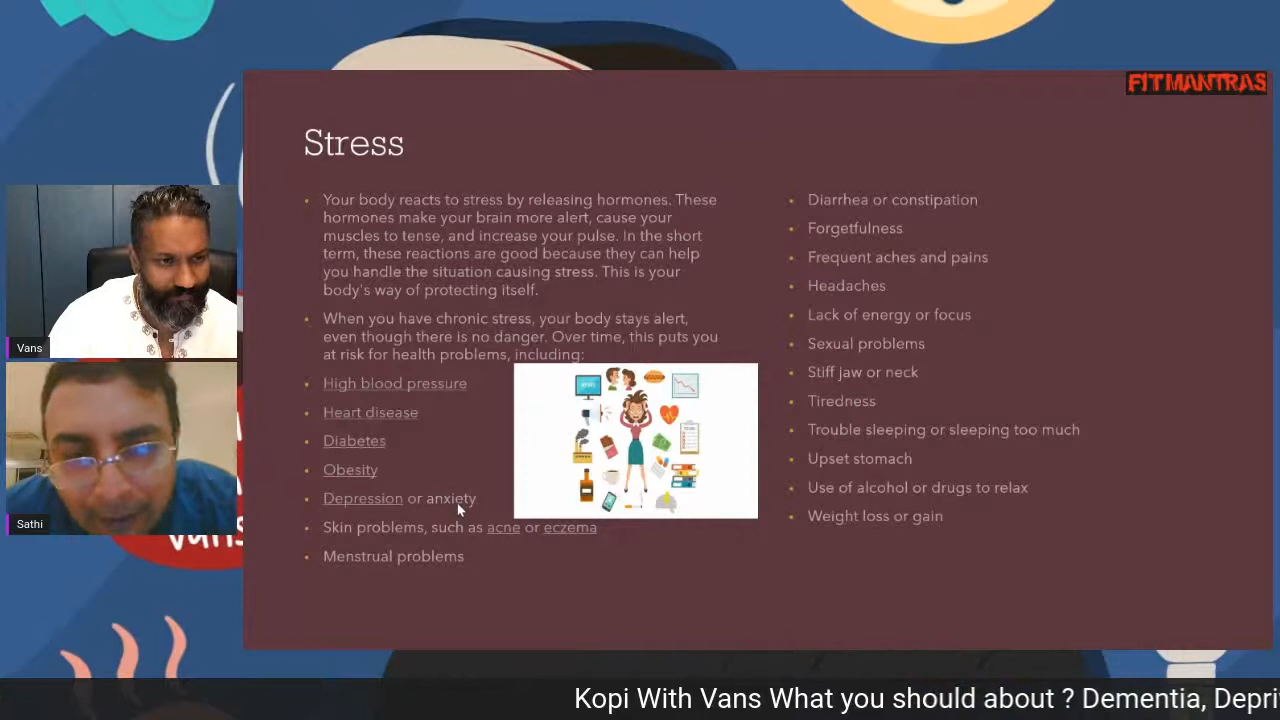 FITMANTRAS
Stress
Your body reacts to stress by releasing hormones. These
hormones make your brain more alert, cause your
muscles to tense, and increase your pulse. In the short
term, these reactions are good because they can help
you handle the situation causing stress. This is your
body's way of protecting itself.
When you have chronic stress, your body stays alert,
even though there is no danger. Over time, this puts you
at risk for health problems, including:
High blood pressure
Heart disease
Diabetes
Obesity
Depression or anxiety
Skin problems, such as acne or eczema
Menstrual problems
Diarrhea or constipation
Forgetfulness
Frequent aches and pains
Headaches
Lack of energy or focus
Sexual problems
Stiff jaw or neck
Tiredness
Trouble sleeping or sleeping too much
Upset stomach
Use of alcohol or drugs to relax
Weight loss or gain
Vans
Sathi
vans
Kopi With Vans What you should about ? Dementia, Depri